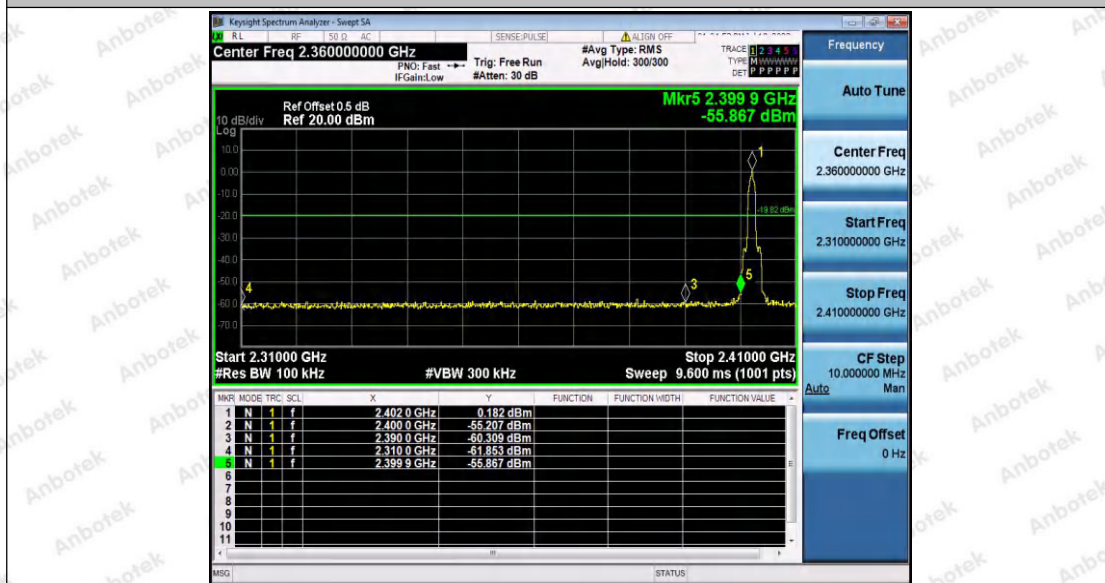 Keysight Spectrum Analyzer - Swept SA
RL RF 50 Ω AC SENSE:PULSE ALIGN OFF
Center Freq 2.360000000 GHz
PNO: Fast
IFGain:Low
Trig: Free Run
#Atten: 30 dB
#Avg Type: RMS
Avg|Hold: 300/300
TRACE 1 2 3 4 5 6
TYPE M WWWWW
DET P P P P P P
Ref Offset 0.5 dB
10 dB/div Ref 20.00 dBm
Log
Mkr5 2.399 9 GHz
-55.867 dBm
10.0
0.00
-10.0
-20.0
-30.0
-40.0
-50.0
-60.0
-70.0
1
-19.82 dBm
4
3
5
Start 2.31000 GHz Stop 2.41000 GHz
#Res BW 100 kHz #VBW 300 kHz Sweep 9.600 ms (1001 pts)
MKR MODE TRC SCL X Y FUNCTION FUNCTION WIDTH FUNCTION VALUE
1 N 1 f 2.402 0 GHz 0.182 dBm
2 N 1 f 2.400 0 GHz -55.207 dBm
3 N 1 f 2.390 0 GHz -60.309 dBm
4 N 1 f 2.310 0 GHz -61.853 dBm
5 N 1 f 2.399 9 GHz -55.867 dBm
6
7
8
9
10
11
MSG STATUS
Frequency
Auto Tune
Center Freq
2.360000000 GHz
Start Freq
2.310000000 GHz
Stop Freq
2.410000000 GHz
CF Step
10.000000 MHz
Auto Man
Freq Offset
0 Hz
Anbotek